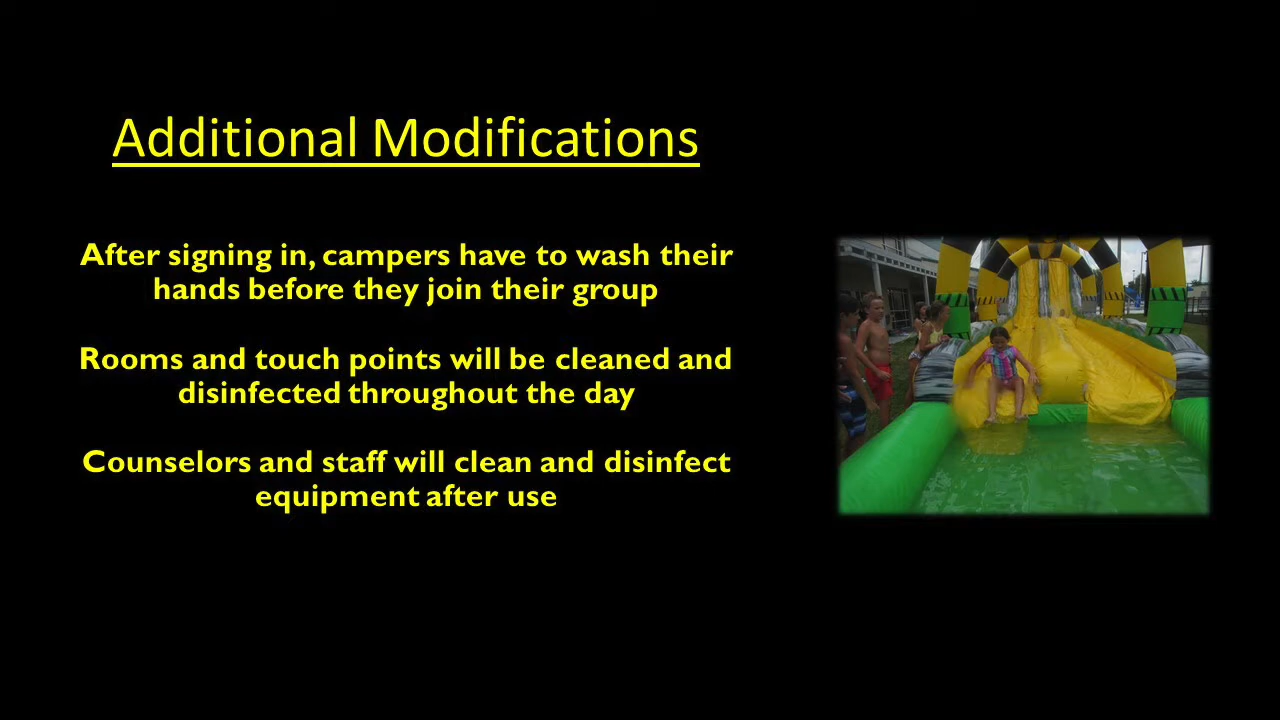 Additional Modifications
After signing in, campers have to wash their
hands before they join their group
Rooms and touch points will be cleaned and
disinfected throughout the day
Counselors and staff will clean and disinfect
equipment after use